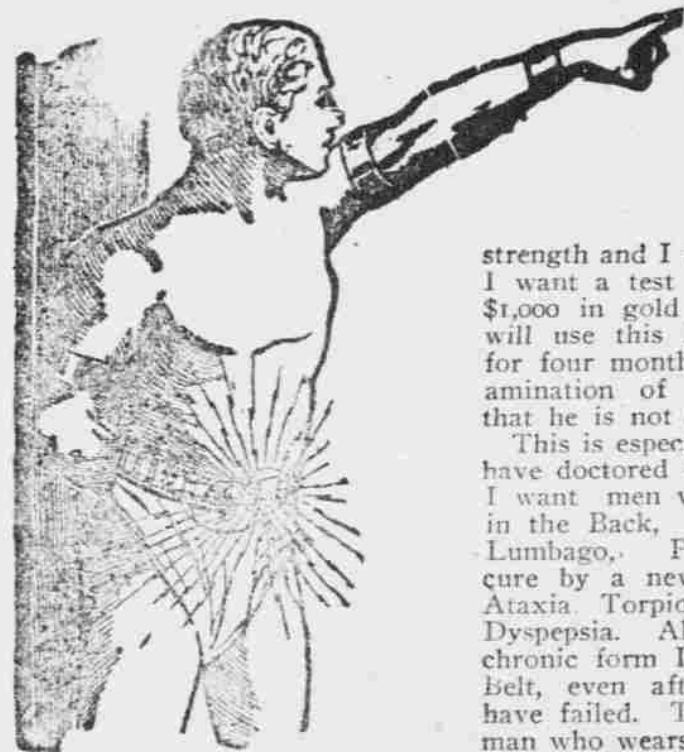 strength and I
I want a test
$1,000 in gold
will use this
for four month
amination of
that he is not
This is espec
have doctored
I want men w
in the Back,
Lumbago,
cure by a nev
Ataxia. Torpid
Dyspepsia. Al
chronic form I
Belt, even aft
have failed. T
man who wears